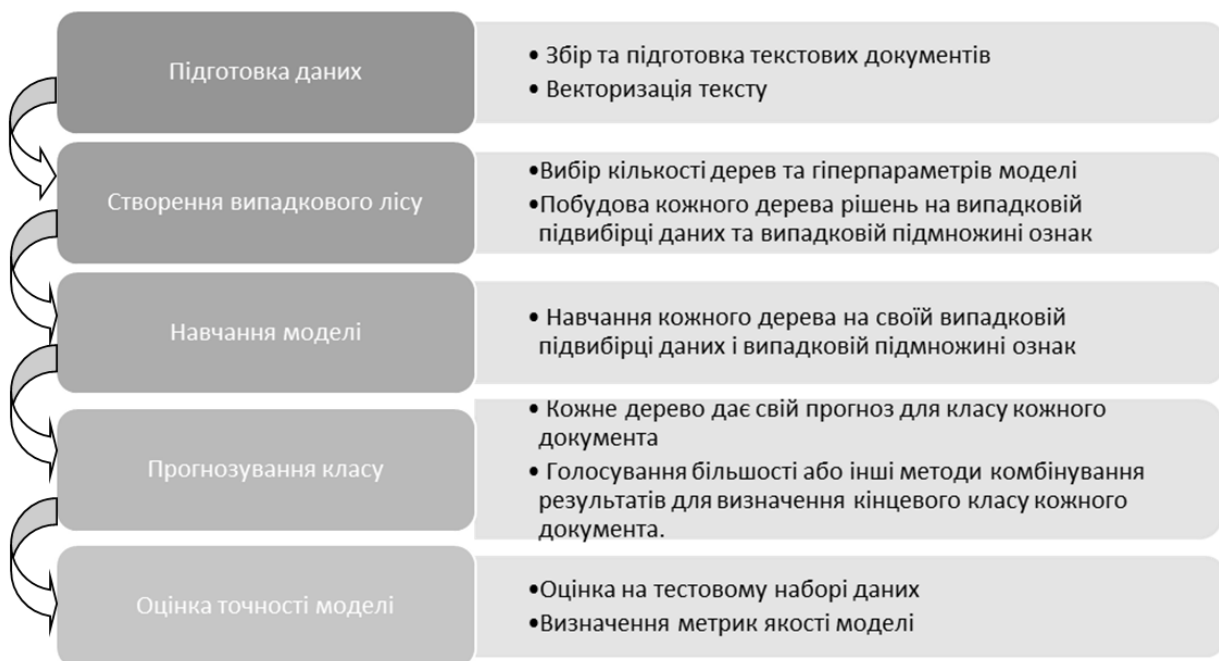 Підготовка даних
• Збір та підготовка текстових документів
• Векторизація тексту
Створення випадкового лісу
•Вибір кількості дерев та гіперпараметрів моделі
•Побудова кожного дерева рішень на випадковій
підвибірці даних та випадковій підмножині ознак
Навчання моделі
• Навчання кожного дерева на своїй випадковій
підвибірці даних і випадковій підмножині ознак
Прогнозування класу
• Кожне дерево дає свій прогноз для класу кожного
документа
• Голосування більшості або інші методи комбінування
результатів для визначення кінцевого класу кожного
документа.
Оцінка точності моделі
•Оцінка на тестовому наборі даних
•Визначення метрик якості моделі